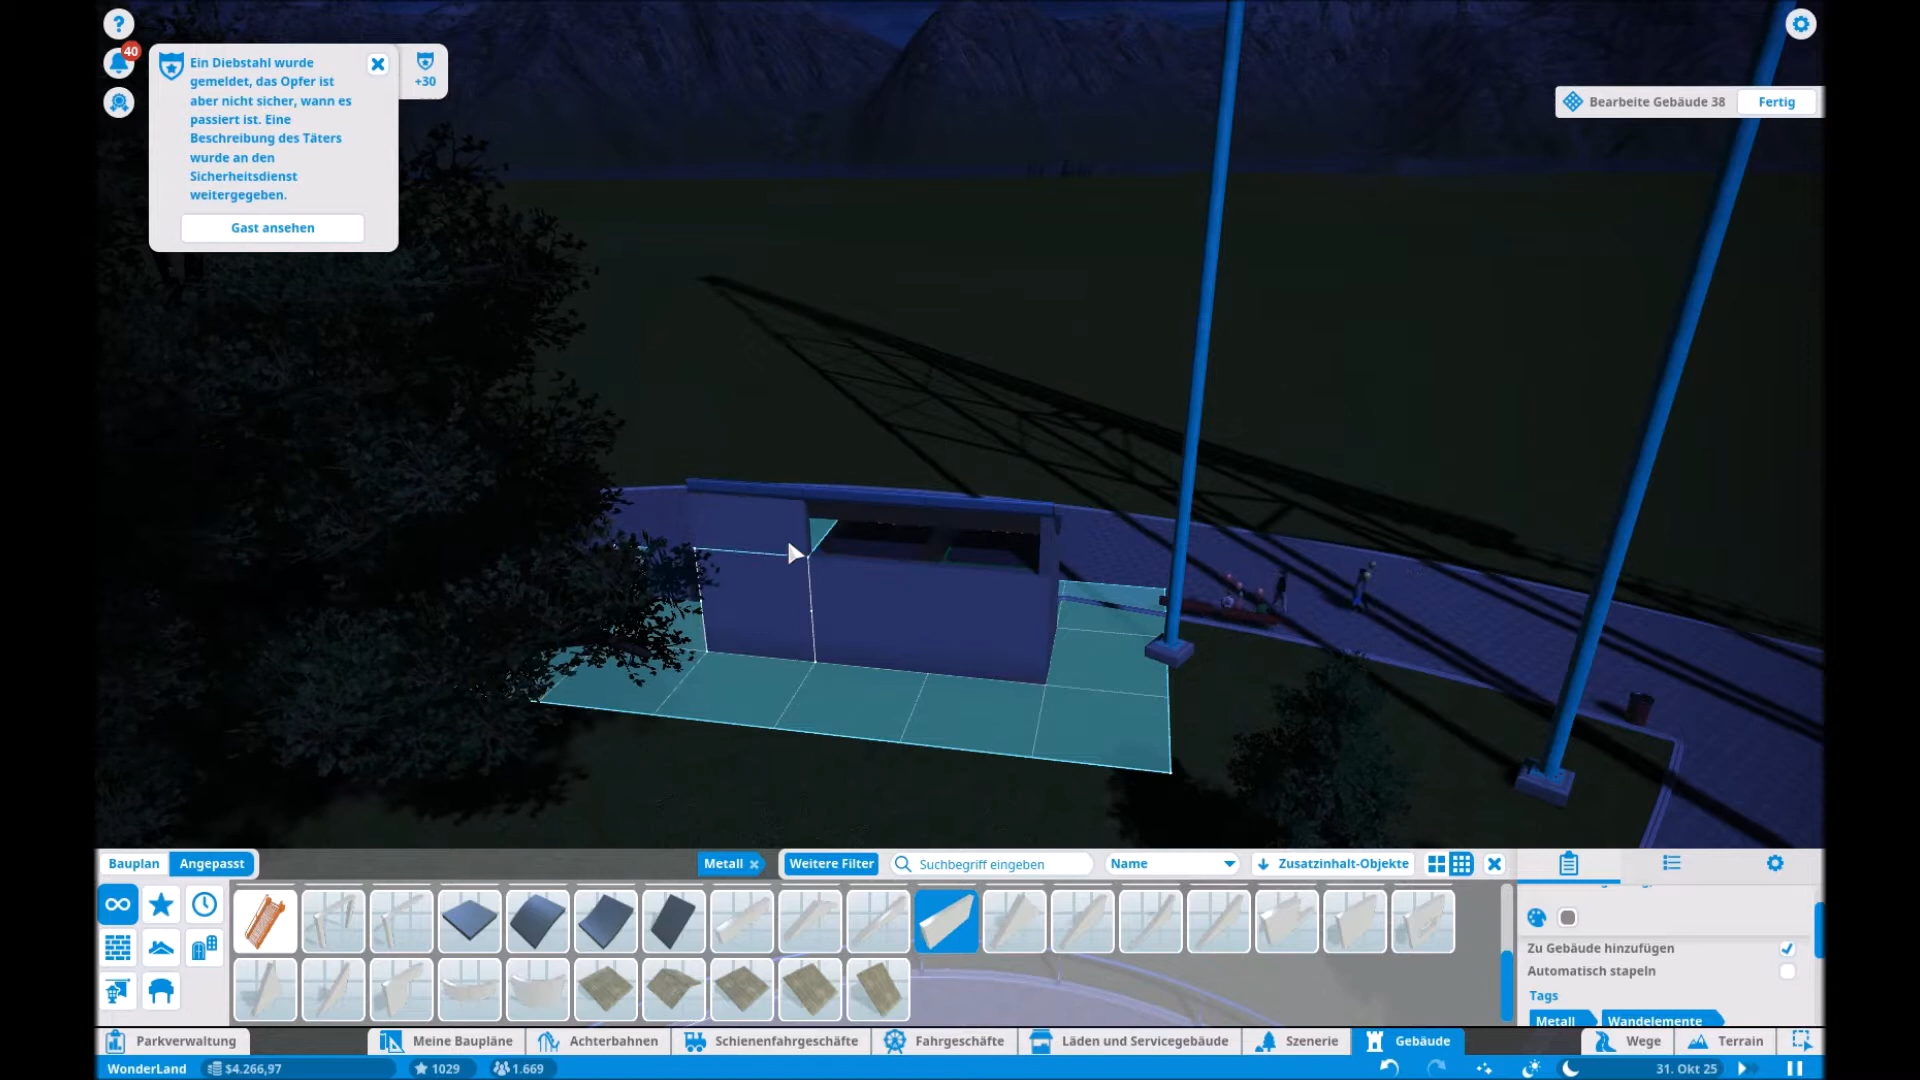 ?
40
Ein Diebstahl wurde
gemeldet, das Opfer ist
aber nicht sicher, wann es
passiert ist. Eine
Beschreibung des Täters
wurde an den
Sicherheitsdienst
weitergegeben.
Gast ansehen
+30
Bearbeite Gebäude 38
Fertig
Bauplan
Angepasst
Metall
Weitere Filter
Suchbegriff eingeben
Name
Zusatzinhalt-Objekte
Zu Gebäude hinzufügen
Automatisch stapeln
Tags
Metall
Wandelemente
Parkverwaltung
Meine Baupläne
Achterbahnen
Schienenfahrgeschäfte
Fahrgeschäfte
Läden und Servicegebäude
Szenerie
Gebäude
Wege
Terrain
WonderLand
$4.266,97
1029
1.669
31. Okt 25